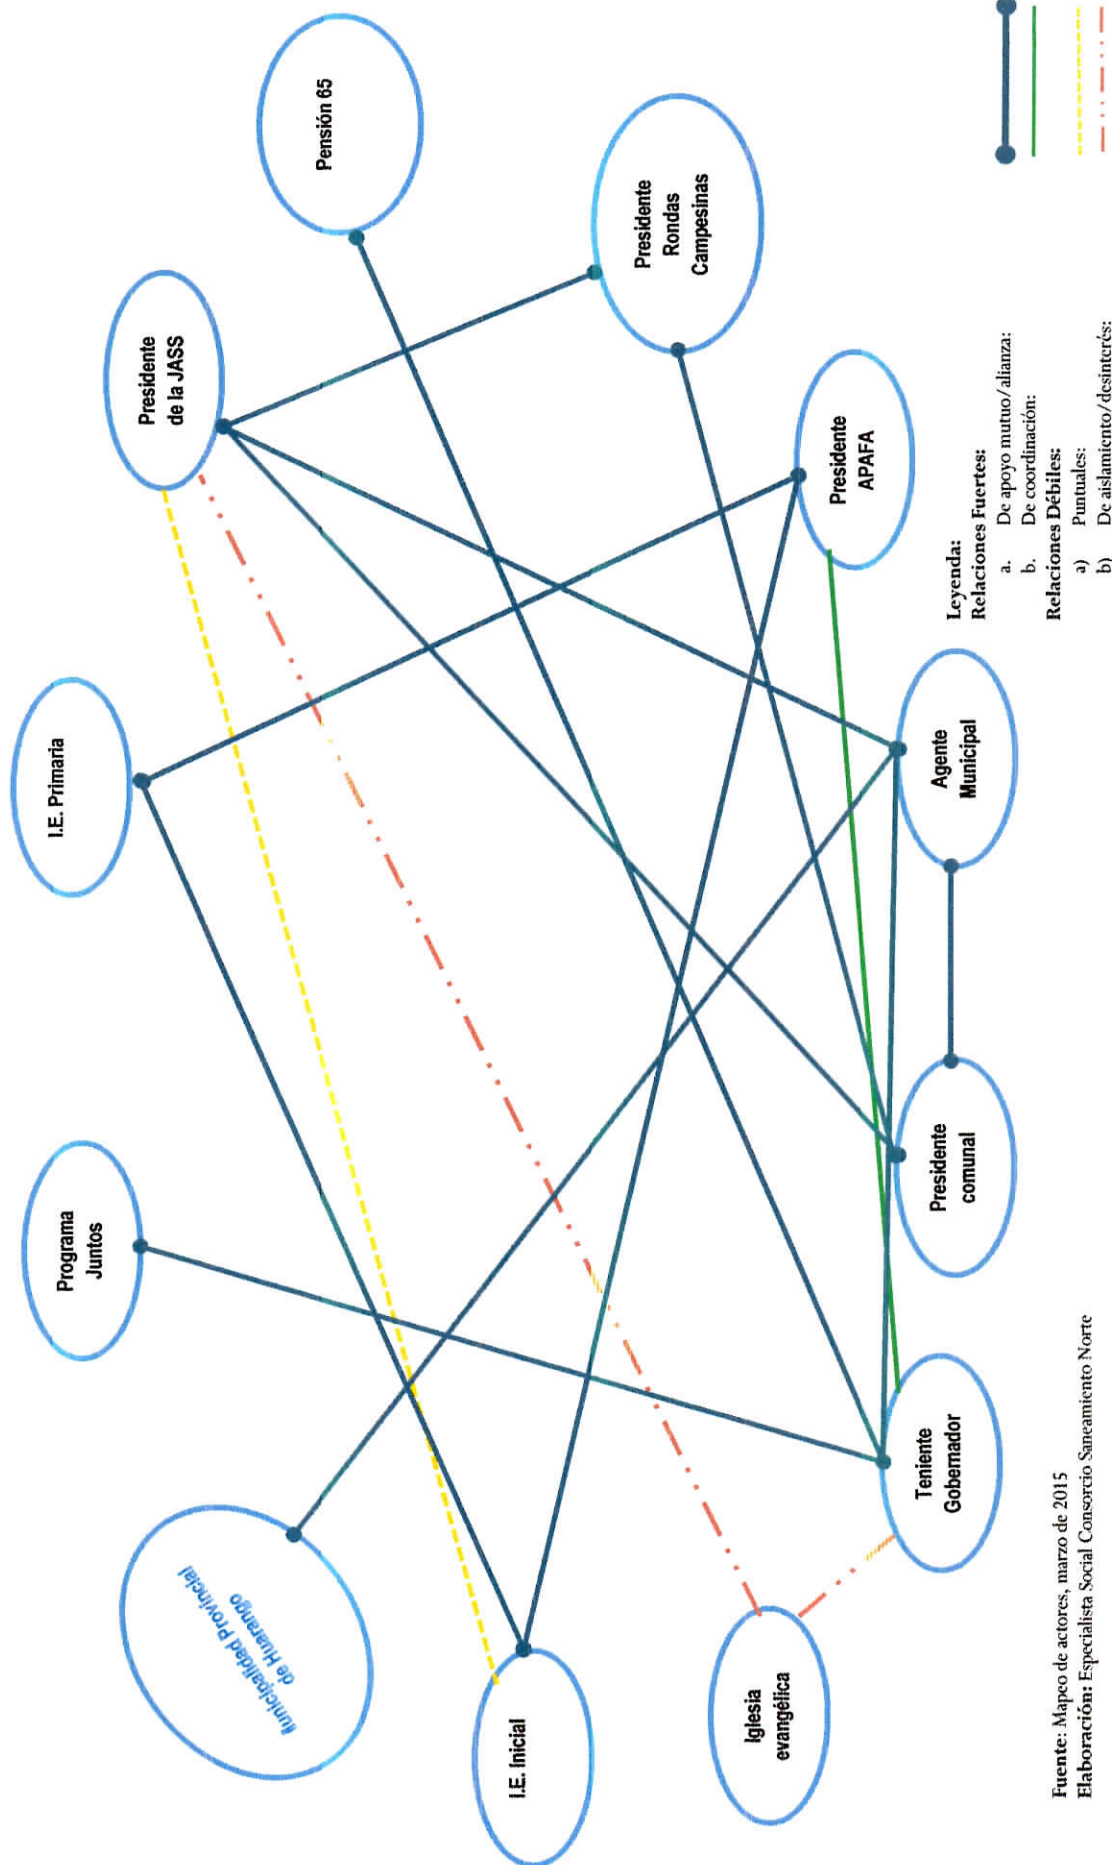 Municipalidad Provincial
de Huarango
Programa
Juntos
I.E. Primaria
Presidente
de la JASS
Pensión 65
I.E. Inicial
Presidente
Rondas
Campesinas
Iglesia
evangélica
Teniente
Gobernador
Presidente
comunal
Agente
Municipal
Presidente
APAFA
Leyenda:
Relaciones Fuertes:
a. De apoyo mutuo/alianza:
b. De coordinación:
Relaciones Débiles:
a) Puntuales:
b) De aislamiento/desinterés:
Fuente: Mapeo de actores, marzo de 2015
Elaboración: Especialista Social Consorcio Saneamiento Norte